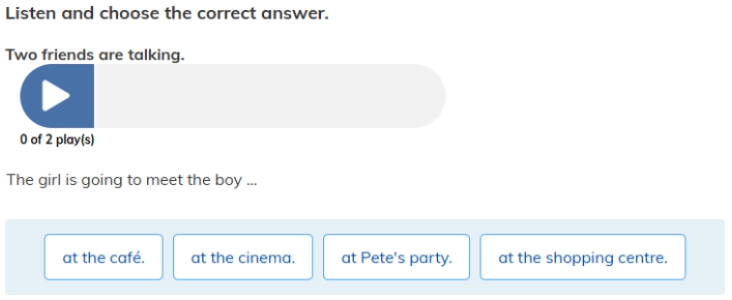 Listen and choose the correct answer.
Two friends are talking.
0 of 2 play(s)
The girl is going to meet the boy ...
at the café. at the cinema. at Pete's party. at the shopping centre.